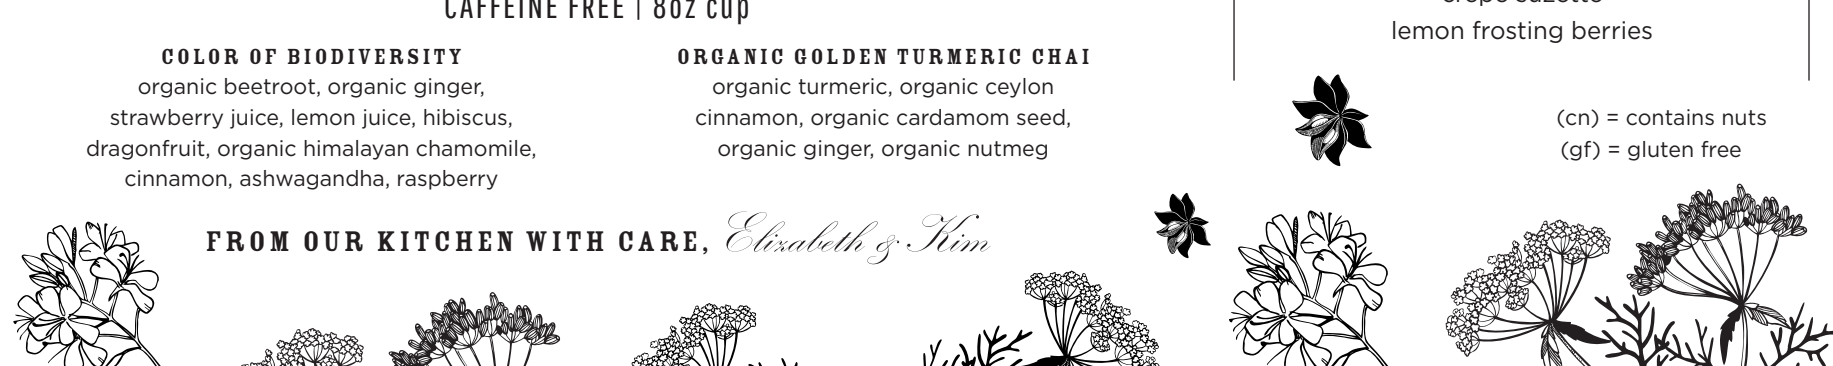 CAFFEINE FREE | 8oz cup
COLOR OF BIODIVERSITY
organic beetroot, organic ginger,
strawberry juice, lemon juice, hibiscus,
dragonfruit, organic himalayan chamomile,
cinnamon, ashwagandha, raspberry
ORGANIC GOLDEN TURMERIC CHAI
organic turmeric, organic ceylon
cinnamon, organic cardamom seed,
organic ginger, organic nutmeg
FROM OUR KITCHEN WITH CARE, Elizabeth & Kim
crepe suzette
lemon frosting berries
(cn) = contains nuts
(gf) = gluten free